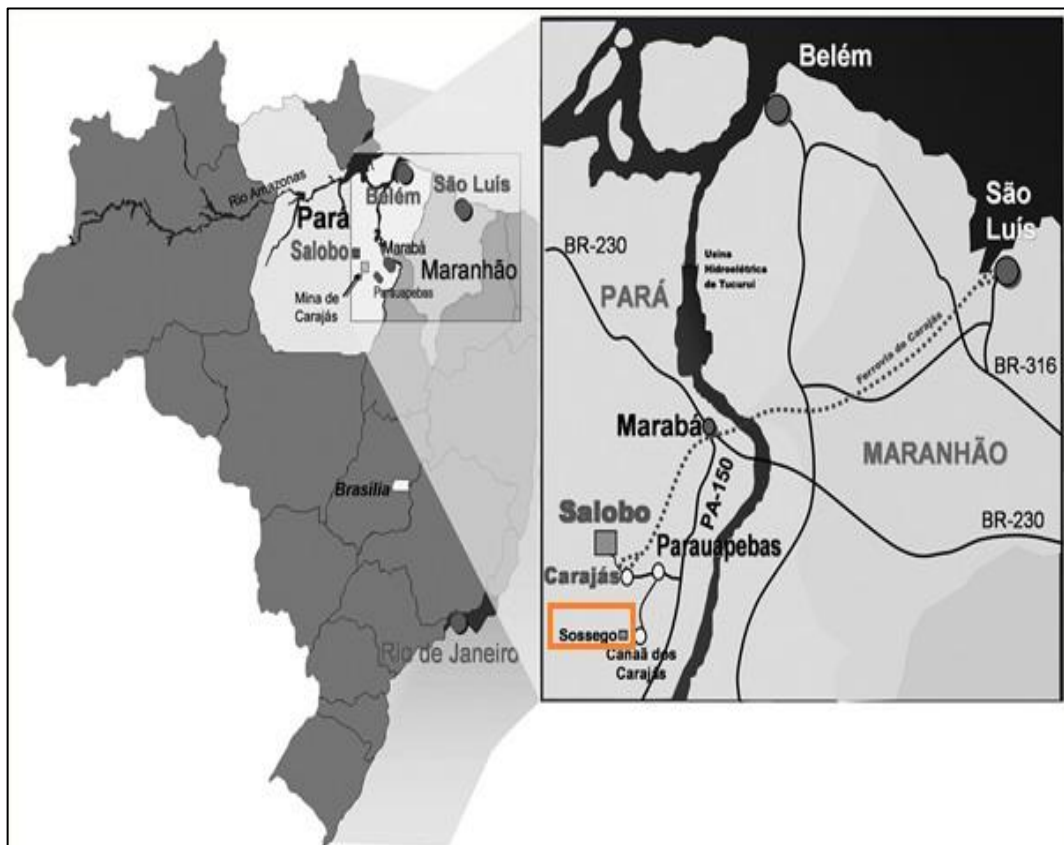 Rio Amazonas
Belém
São Luís
Pará
Salobo
Marabá
Maranhão
Parauapebas
Mina de
Carajás
Brasília
Rio de Janeiro
Belém
São
Luís
BR-230
Usina
Hidroelétrica
de Tucuruí
PARÁ
Ferrovia de Carajás
BR-316
Marabá
MARANHÃO
PA-150
BR-230
Salobo
Parauapebas
Carajás
Sossego
Canaã dos
Carajás